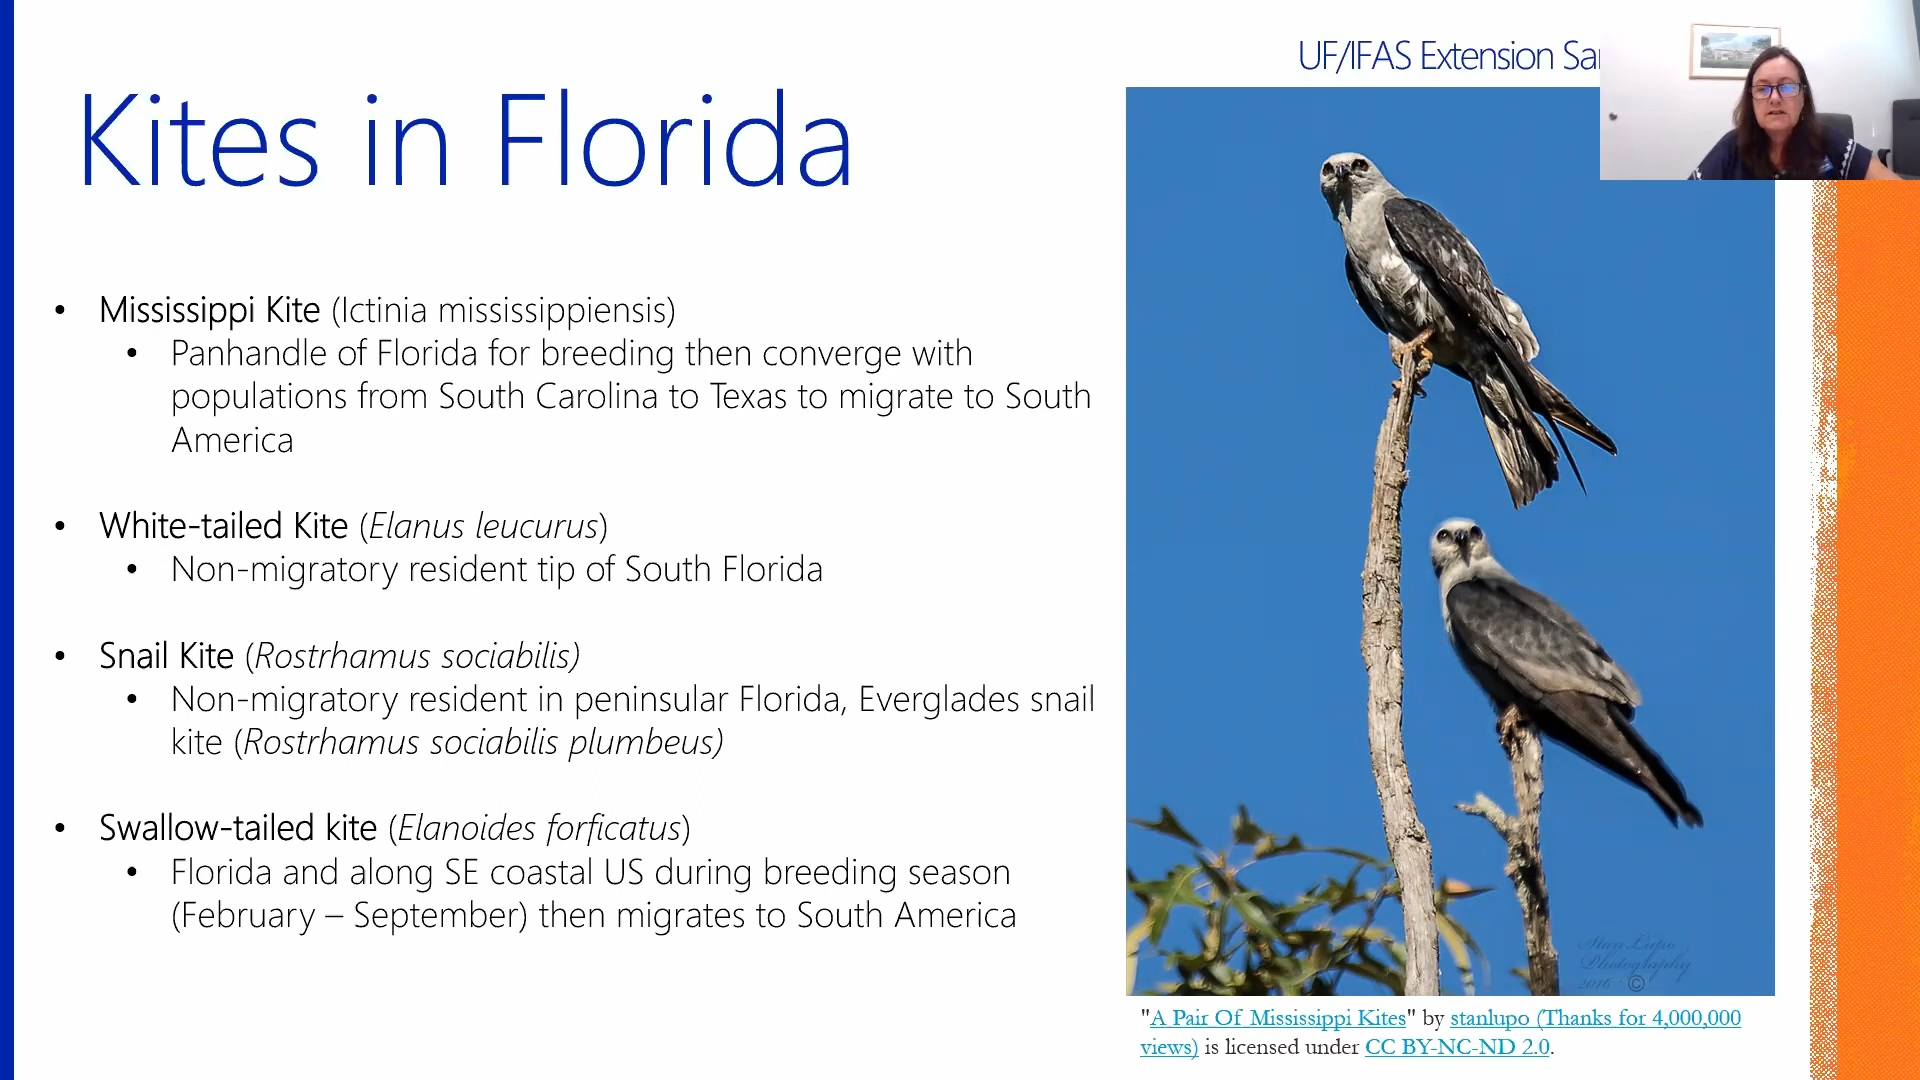 UF/IFAS Extension
Kites in Florida
• Mississippi Kite (Ictinia mississippiensis)
• Panhandle of Florida for breeding then converge with
populations from South Carolina to Texas to migrate to South
America
• White-tailed Kite (Elanus leucurus)
• Non-migratory resident tip of South Florida
• Snail Kite (Rostrhamus sociabilis)
• Non-migratory resident in peninsular Florida, Everglades snail
kite (Rostrhamus sociabilis plumbeus)
• Swallow-tailed kite (Elanoides forficatus)
• Florida and along SE coastal US during breeding season
(February – September) then migrates to South America
Stan Lupo
Photography
2016 ©
"A Pair Of Mississippi Kites" by stanlupo (Thanks for 4,000,000
views) is licensed under CC BY-NC-ND 2.0.